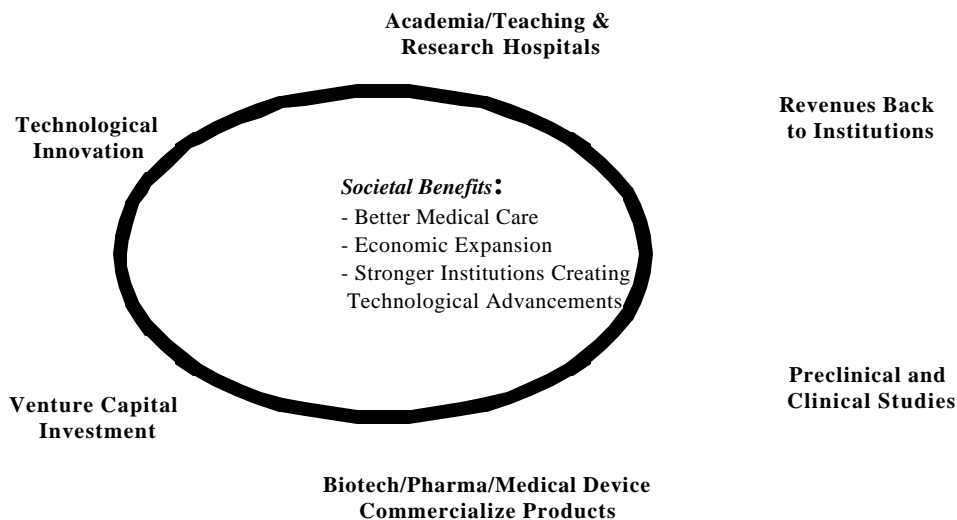 Academia/Teaching &
Research Hospitals
Revenues Back
to Institutions
Technological
Innovation
Societal Benefits:
- Better Medical Care
- Economic Expansion
- Stronger Institutions Creating
Technological Advancements
Preclinical and
Clinical Studies
Venture Capital
Investment
Biotech/Pharma/Medical Device
Commercialize Products